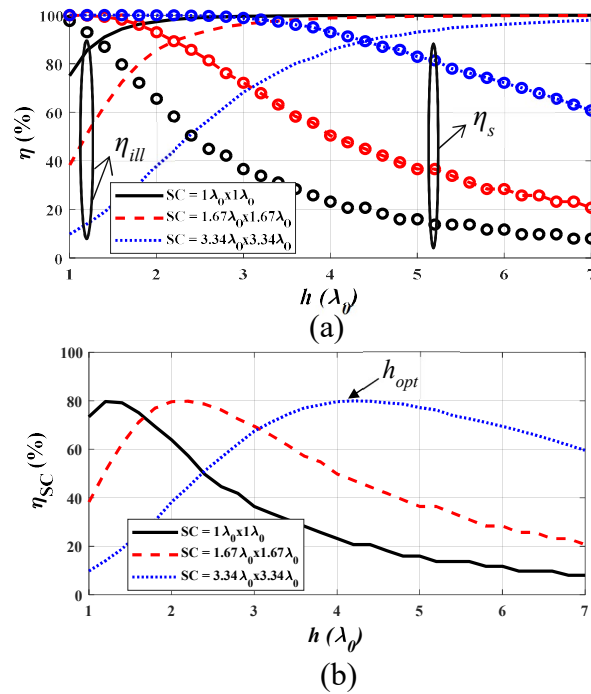 100
80
60
40
20
0
η (%)
η_ill
η_s
SC = 1λ₀x1λ₀
SC = 1.67λ₀x1.67λ₀
SC = 3.34λ₀x3.34λ₀
1 2 3 4 5 6 7
h (λ₀)
(a)
100
80
60
40
20
0
η_SC (%)
h_opt
SC = 1λ₀x1λ₀
SC = 1.67λ₀x1.67λ₀
SC = 3.34λ₀x3.34λ₀
1 2 3 4 5 6 7
h (λ₀)
(b)